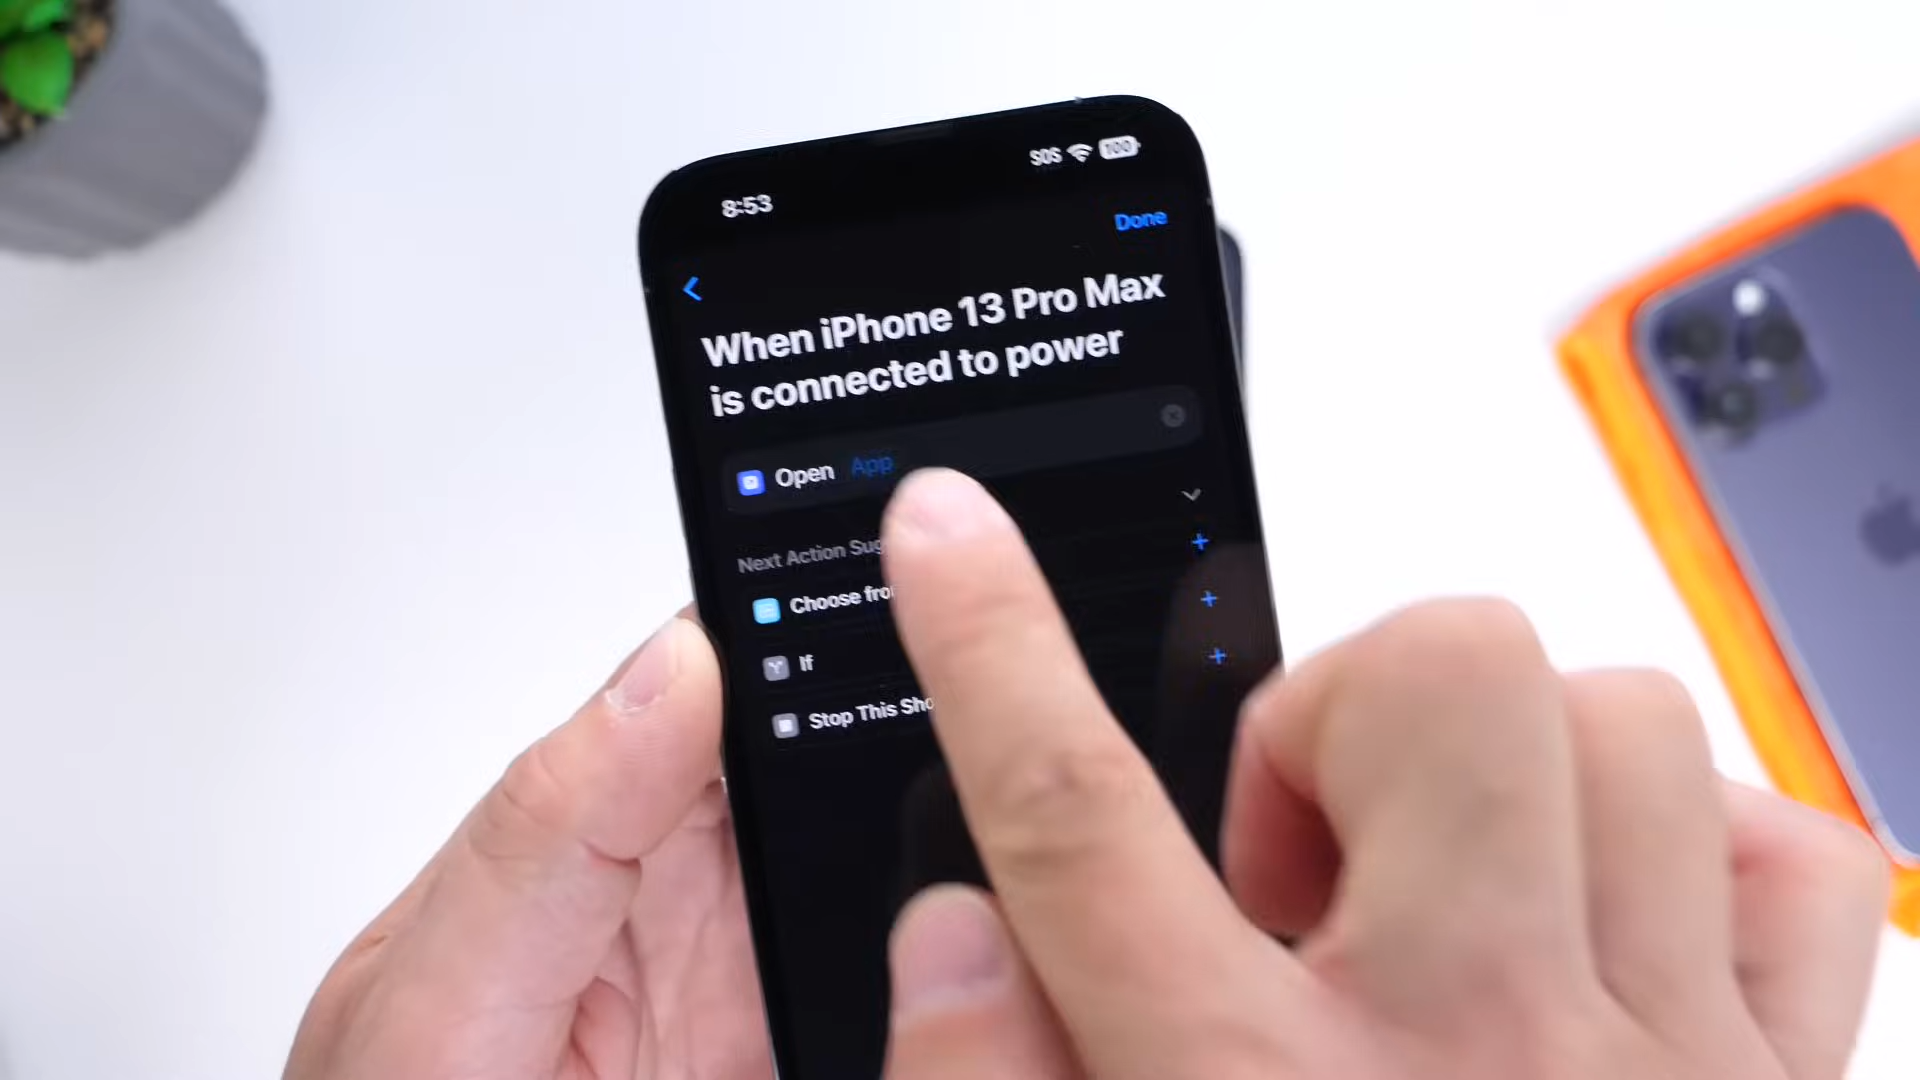 8:53
SOS 100
Done
When iPhone 13 Pro Max
is connected to power
Open App
Next Action Sug
Choose fro
If
Stop This Sho